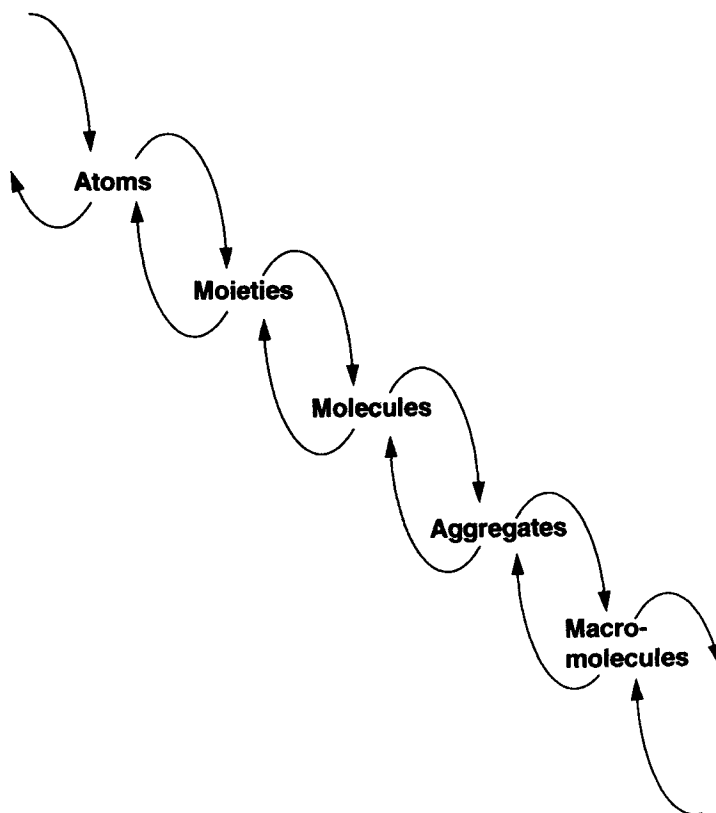 Atoms
Moieties
Molecules
Aggregates
Macro-
molecules